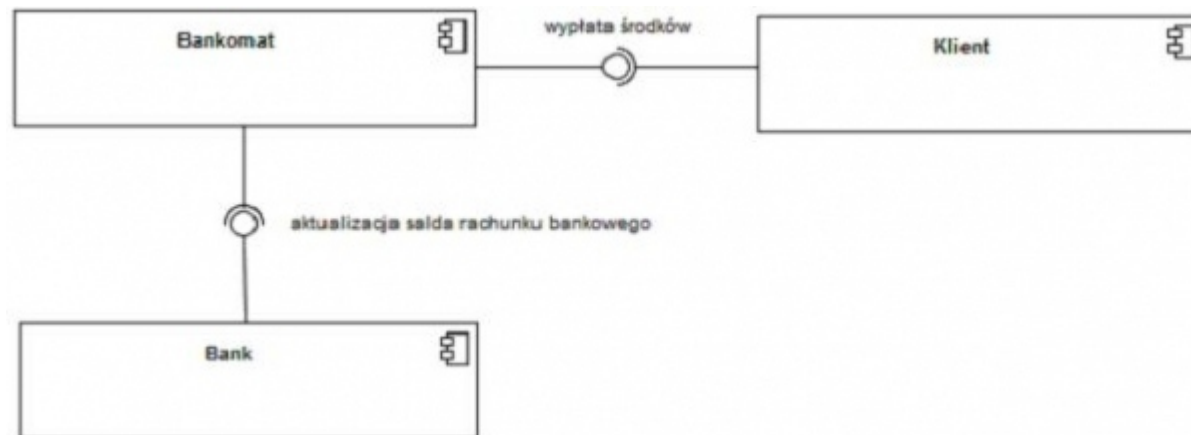 Bankomat
wypłata środków
Klient
aktualizacja salda rachunku bankowego
Bank